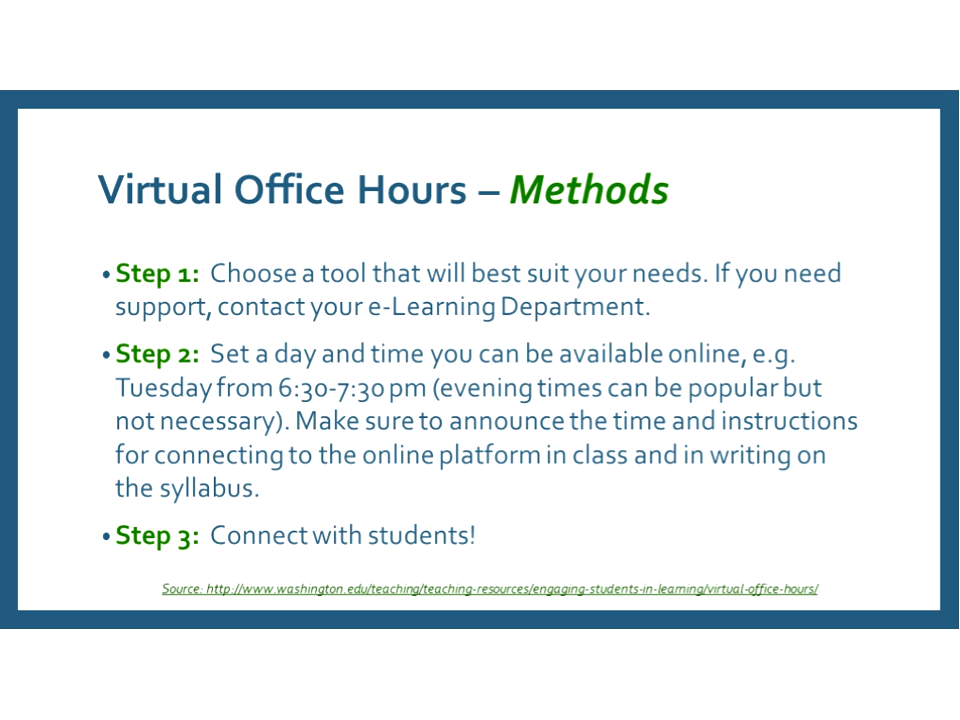 Virtual Office Hours – Methods
• Step 1: Choose a tool that will best suit your needs. If you need
support, contact your e-Learning Department.
• Step 2: Set a day and time you can be available online, e.g.
Tuesday from 6:30-7:30 pm (evening times can be popular but
not necessary). Make sure to announce the time and instructions
for connecting to the online platform in class and in writing on
the syllabus.
• Step 3: Connect with students!
Source: http://www.washington.edu/teaching/teaching-resources/engaging-students-in-learning/virtual-office-hours/